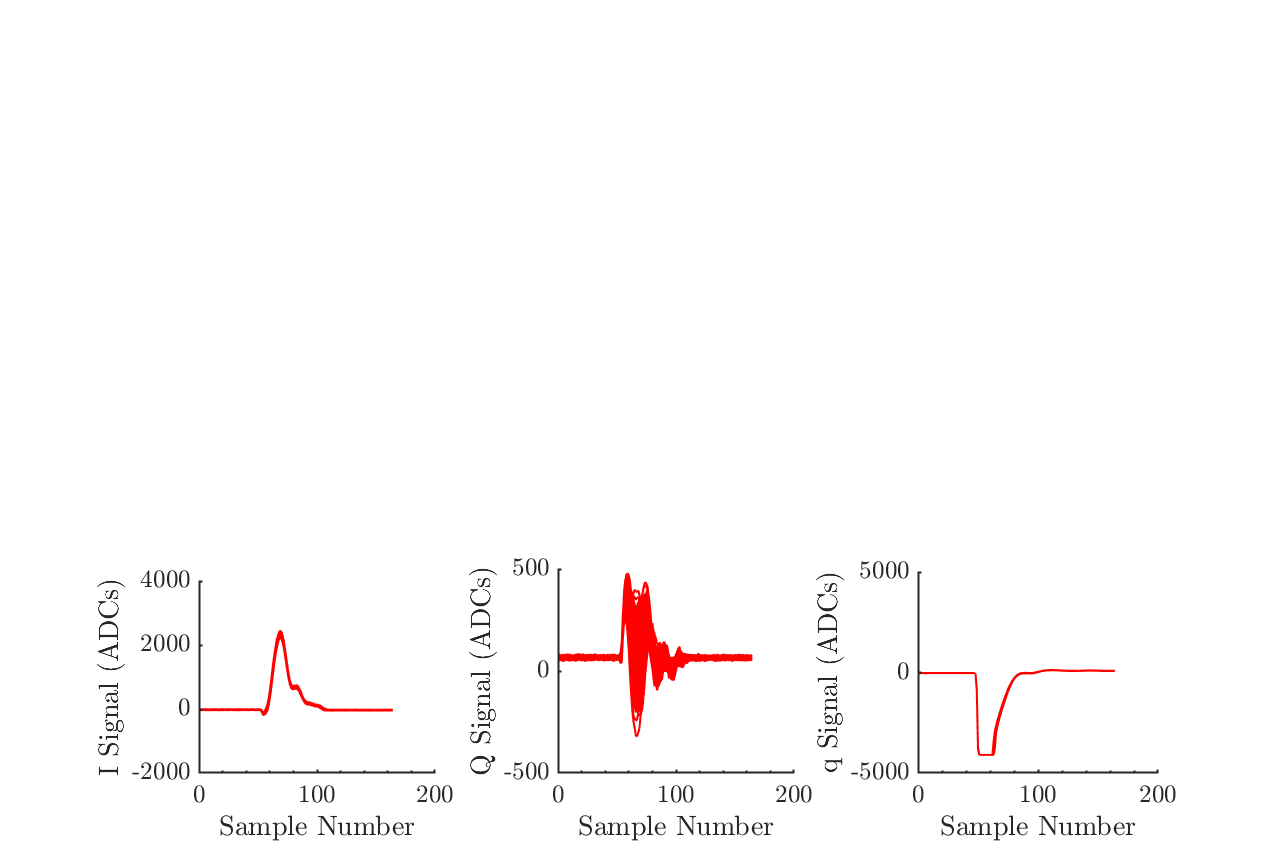 I Signal (ADCs)
4000
2000
0
-2000
0 100 200
Sample Number
Q Signal (ADCs)
500
0
-500
0 100 200
Sample Number
q Signal (ADCs)
5000
0
-5000
0 100 200
Sample Number